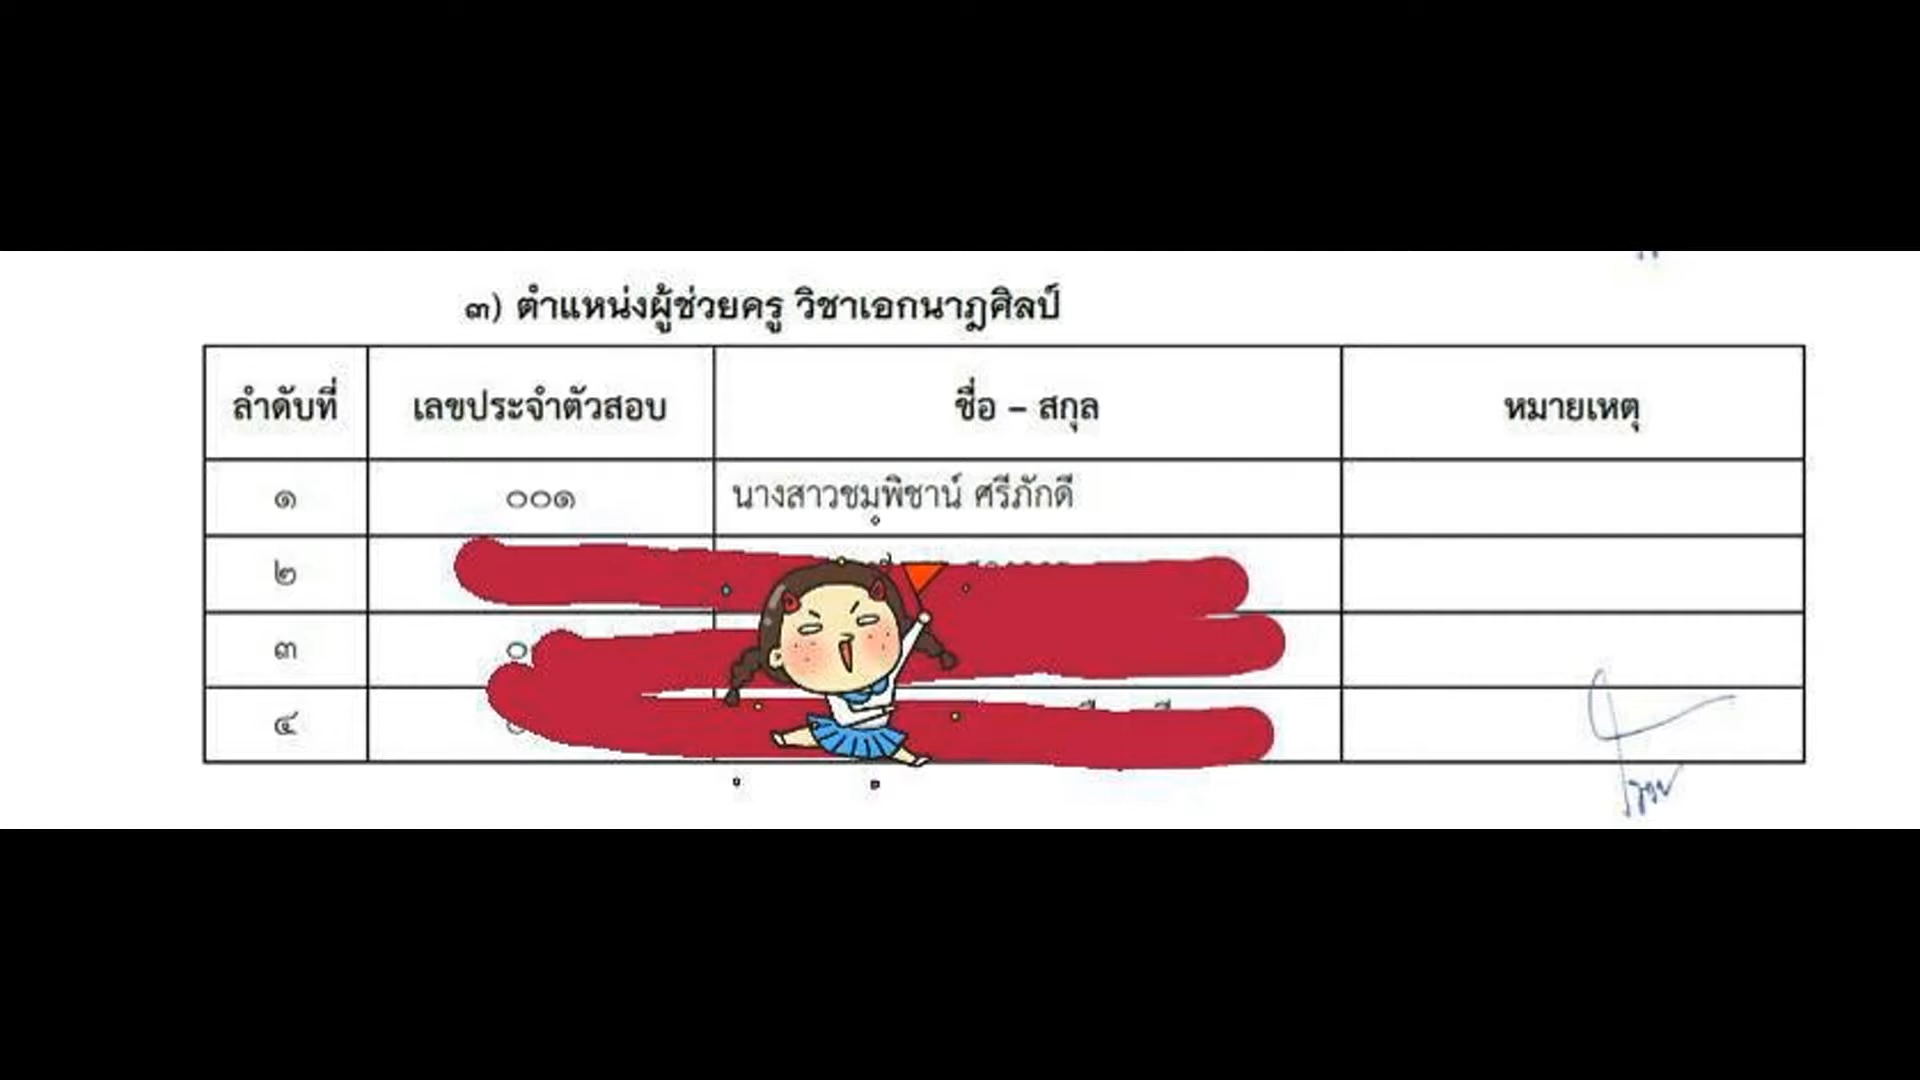 ๓) ตำแหน่งผู้ช่วยครู วิชาเอกนาฎศิลป์
ลำดับที่ เลขประจำตัวสอบ ชื่อ – สกุล หมายเหตุ
๑ ๐๐๑ นางสาวชมุพิชาน์ ศรีภักดี
๒
๓ ๐
๔